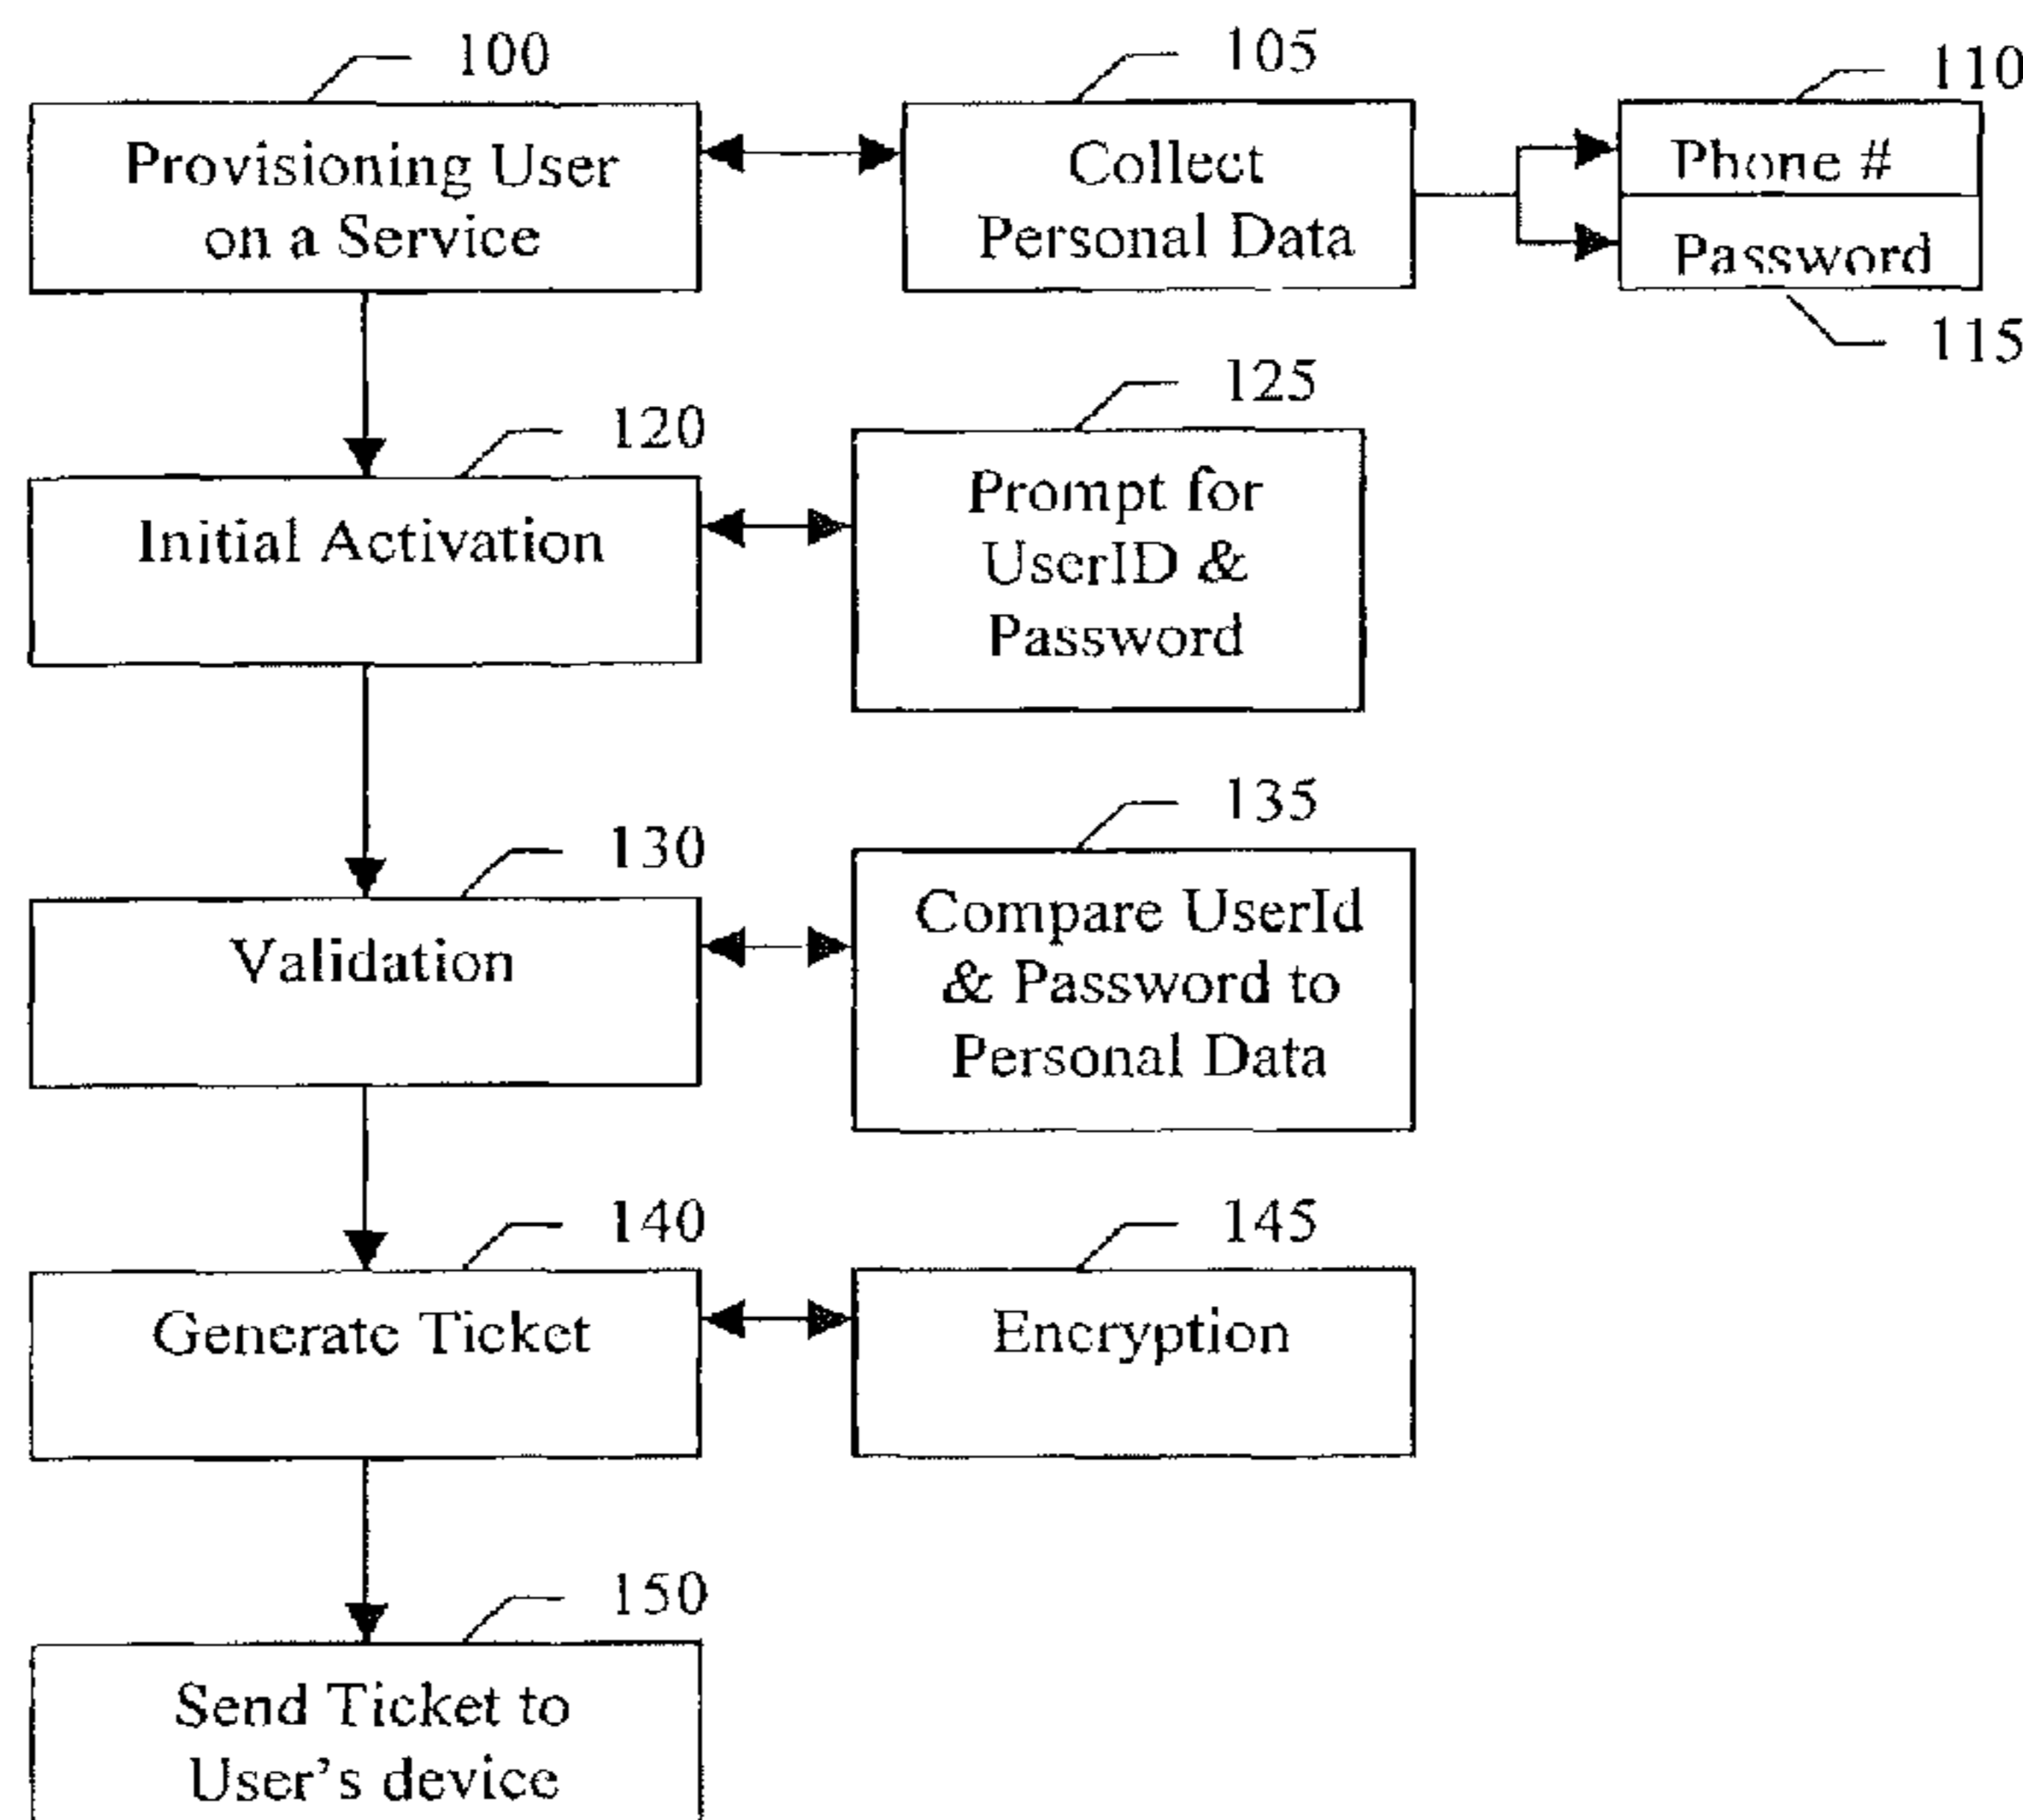 100
105
110
Provisioning User
on a Service
Collect
Personal Data
Phone #
Password
115
120
125
Initial Activation
Prompt for
UserID &
Password
130
135
Validation
Compare UserId
& Password to
Personal Data
140
145
Generate Ticket
Encryption
150
Send Ticket to
User's device